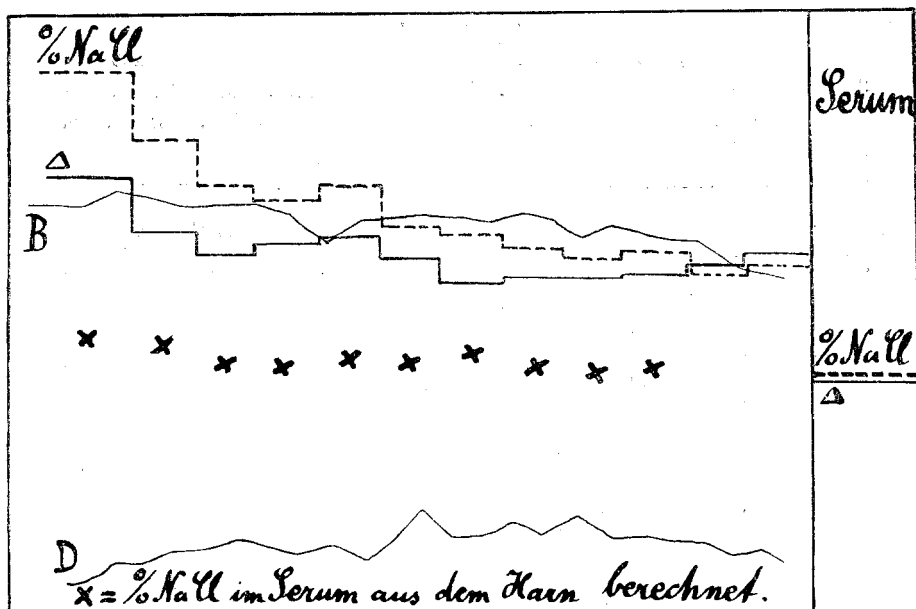 % NaCl
Serum
Δ
B
% NaCl
Δ
D
x = % NaCl im Serum aus dem Harn berechnet.